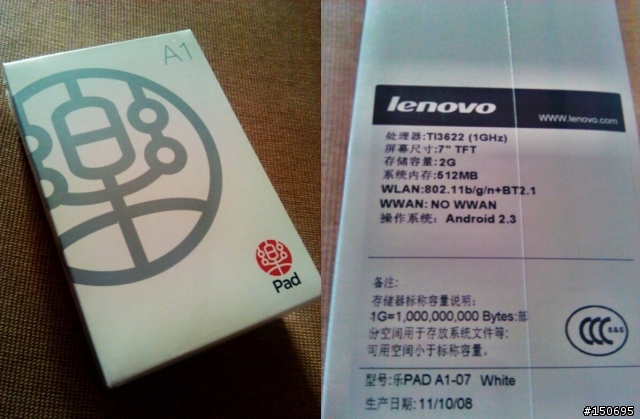 A1
Pad
lenovo
www.lenovo.com
处理器:TI3622 (1GHz)
屏幕尺寸:7" TFT
存储容量:2G
系统内存:512MB
WLAN:802.11b/g/n+BT2.1
WWAN: NO WWAN
操作系统: Android 2.3
备注:
存储器标称容量说明:
1G=1,000,000,000 Bytes:部
分空间用于存放系统文件等;
可用空间小于标称容量。
CCC
S&E
型号:乐PAD A1-07 White
生产日期: 11/10/08
#150695